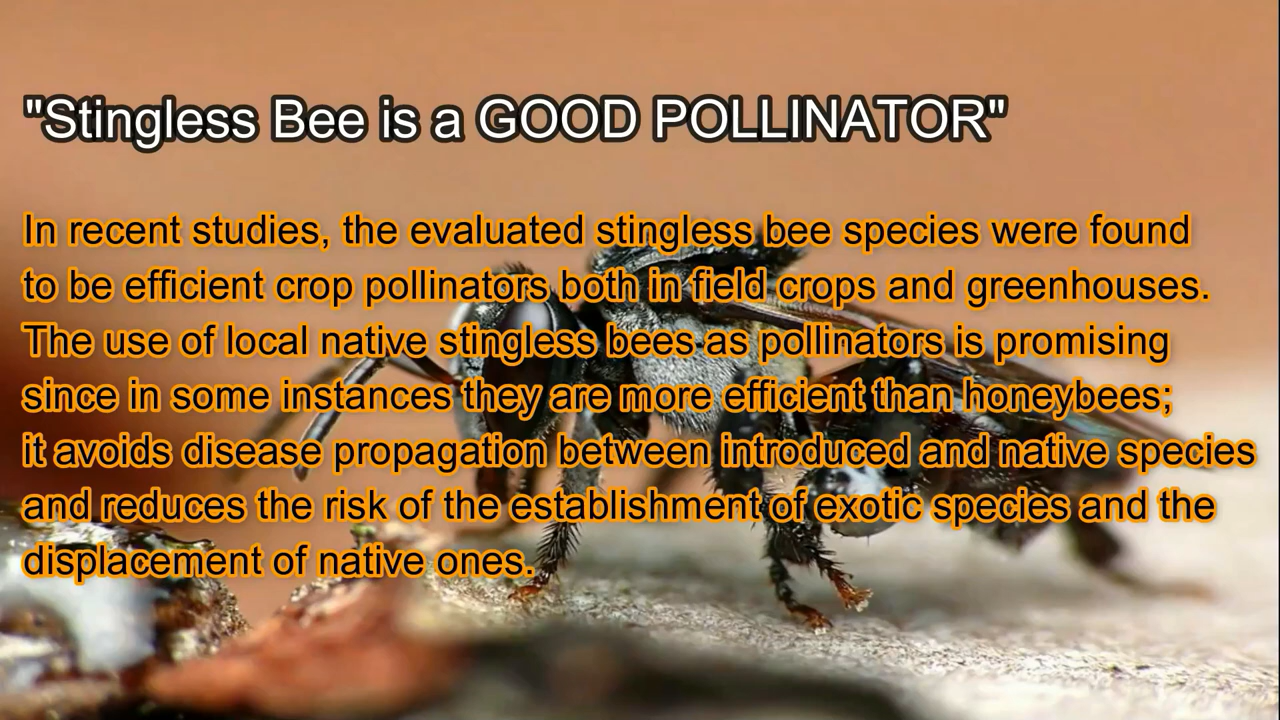 "Stingless Bee is a GOOD POLLINATOR"
In recent studies, the evaluated stingless bee species were found
to be efficient crop pollinators both in field crops and greenhouses.
The use of local native stingless bees as pollinators is promising
since in some instances they are more efficient than honeybees;
it avoids disease propagation between introduced and native species
and reduces the risk of the establishment of exotic species and the
displacement of native ones.